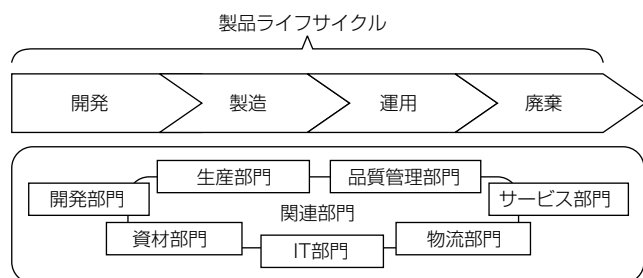 製品ライフサイクル
開発 製造 運用 廃棄
生産部門 品質管理部門
開発部門 サービス部門
関連部門
資材部門 物流部門
IT部門